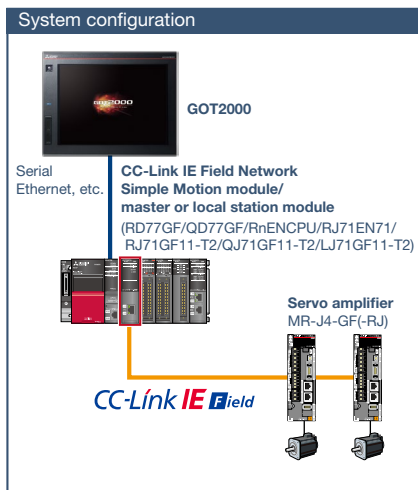 System configuration
GOT2000
GOT2000
Serial
Ethernet, etc.
CC-Link IE Field Network
Simple Motion module/
master or local station module
(RD77GF/QD77GF/RnENCPU/RJ71EN71/
RJ71GF11-T2/QJ71GF11-T2/LJ71GF11-T2)
Servo amplifier
MR-J4-GF(-RJ)
CC-Link IE Field